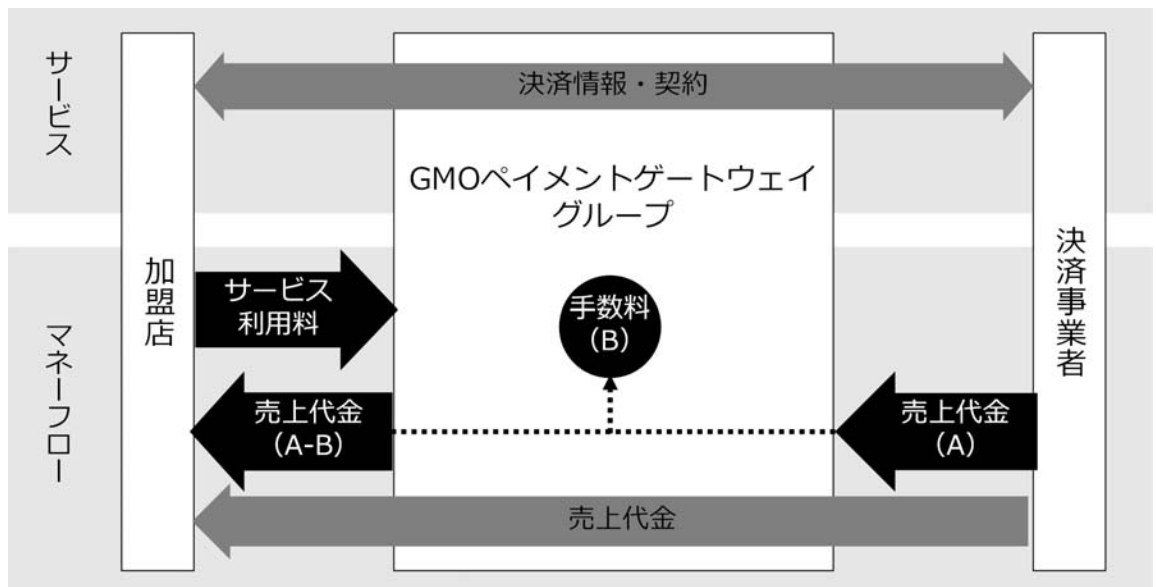 サービス
決済情報・契約
GMOペイメントゲートウェイ
グループ
加盟店
決済事業者
マネーフロー
サービス
利用料
手数料
（B）
売上代金
（A-B）
売上代金
（A）
売上代金